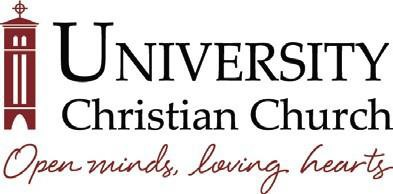 UNIVERSITY
Christian Church
Open minds, loving hearts